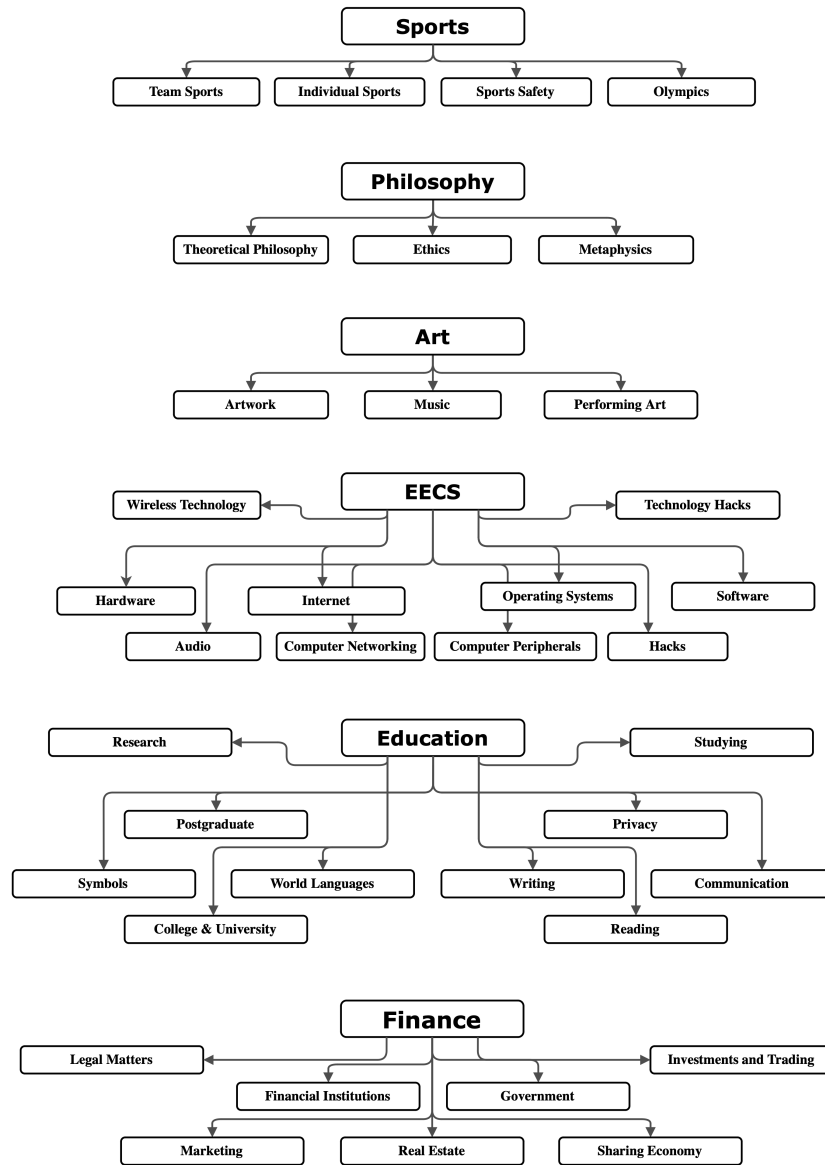 Sports
Team Sports
Individual Sports
Sports Safety
Olympics
Philosophy
Theoretical Philosophy
Ethics
Metaphysics
Art
Artwork
Music
Performing Art
EECS
Wireless Technology
Technology Hacks
Hardware
Internet
Operating Systems
Software
Audio
Computer Networking
Computer Peripherals
Hacks
Education
Research
Studying
Postgraduate
Privacy
Symbols
World Languages
Writing
Communication
College & University
Reading
Finance
Legal Matters
Investments and Trading
Financial Institutions
Government
Marketing
Real Estate
Sharing Economy